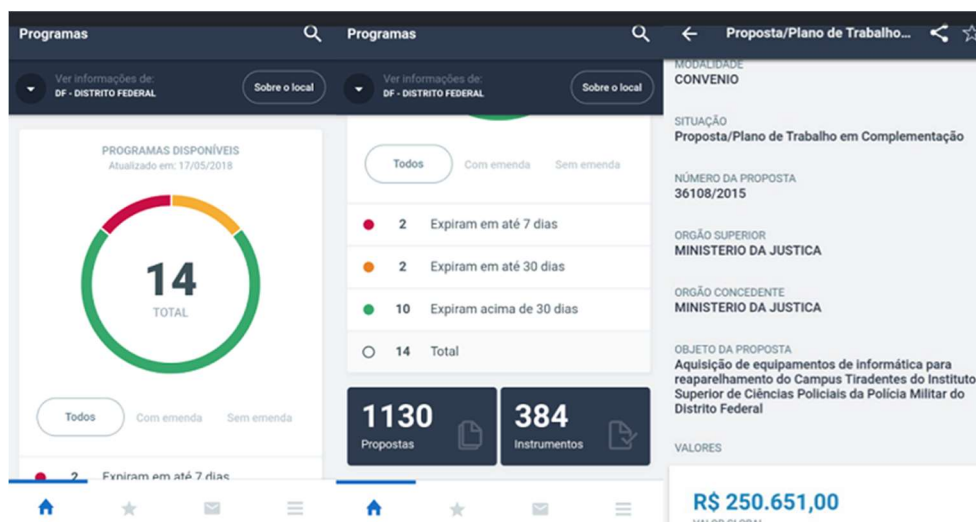 Programas
Ver informações de:
DF - DISTRITO FEDERAL
Sobre o local
PROGRAMAS DISPONÍVEIS
Atualizado em: 17/05/2018
14
TOTAL
Todos
Com emenda
Sem emenda
2 Expiram em até 7 dias
Programas
Ver informações de:
DF - DISTRITO FEDERAL
Sobre o local
Todos
Com emenda
Sem emenda
2 Expiram em até 7 dias
2 Expiram em até 30 dias
10 Expiram acima de 30 dias
14 Total
1130
Propostas
384
Instrumentos
Proposta/Plano de Trabalho...
MODALIDADE
CONVENIO
SITUAÇÃO
Proposta/Plano de Trabalho em Complementação
NÚMERO DA PROPOSTA
36108/2015
ORGÃO SUPERIOR
MINISTERIO DA JUSTICA
ORGÃO CONCEDENTE
MINISTERIO DA JUSTICA
OBJETO DA PROPOSTA
Aquisição de equipamentos de informática para
reaparelhamento do Campus Tiradentes do Instituto
Superior de Ciências Policiais da Polícia Militar do
Distrito Federal
VALORES
R$ 250.651,00
VALOR GLOBAL